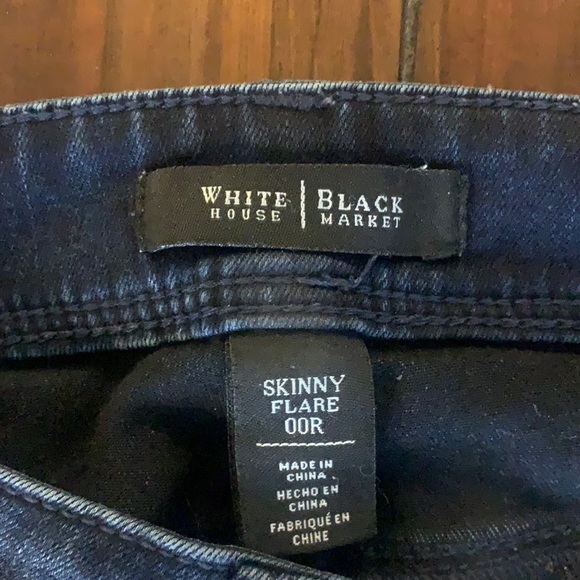 WHITE | BLACK
HOUSE | MARKET
SKINNY
FLARE
00R
MADE IN
CHINA
HECHO EN
CHINA
FABRIQUÉ EN
CHINE